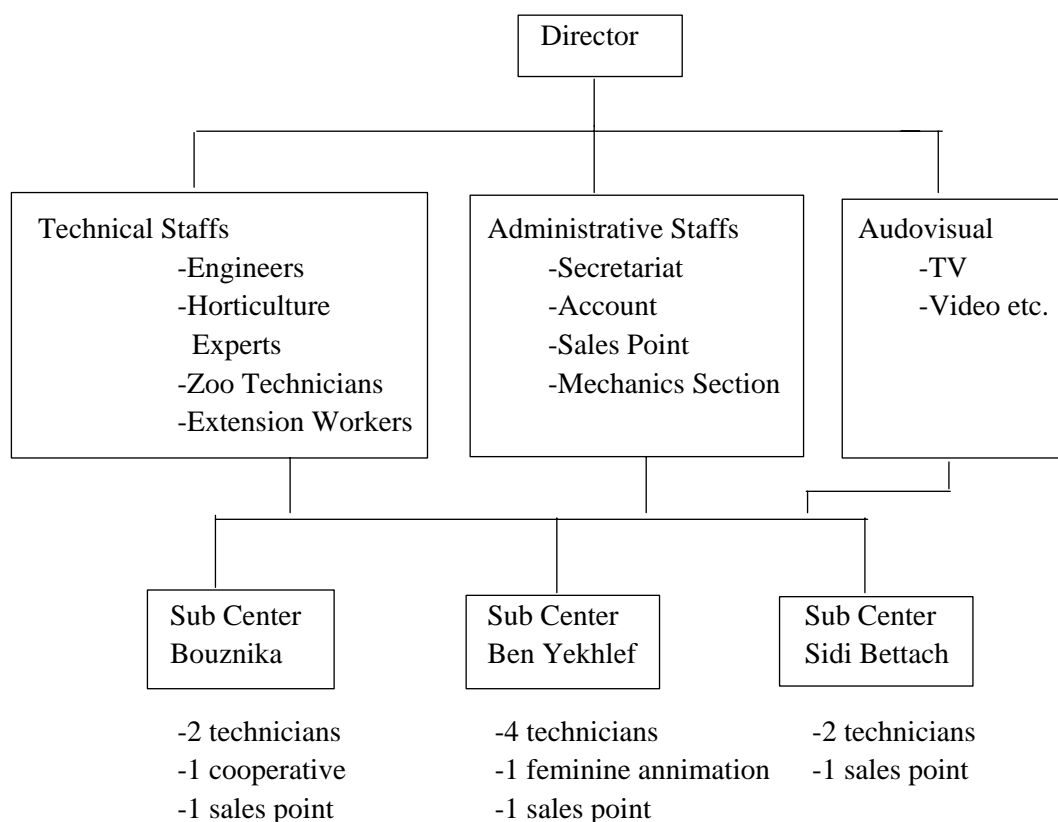 Director
Technical Staffs
-Engineers
-Horticulture
Experts
-Zoo Technicians
-Extension Workers
Administrative Staffs
-Secretariat
-Account
-Sales Point
-Mechanics Section
Audovisual
-TV
-Video etc.
Sub Center
Bouznika
-2 technicians
-1 cooperative
-1 sales point
Sub Center
Ben Yekhlef
-4 technicians
-1 feminine annimation
-1 sales point
Sub Center
Sidi Bettach
-2 technicians
-1 sales point